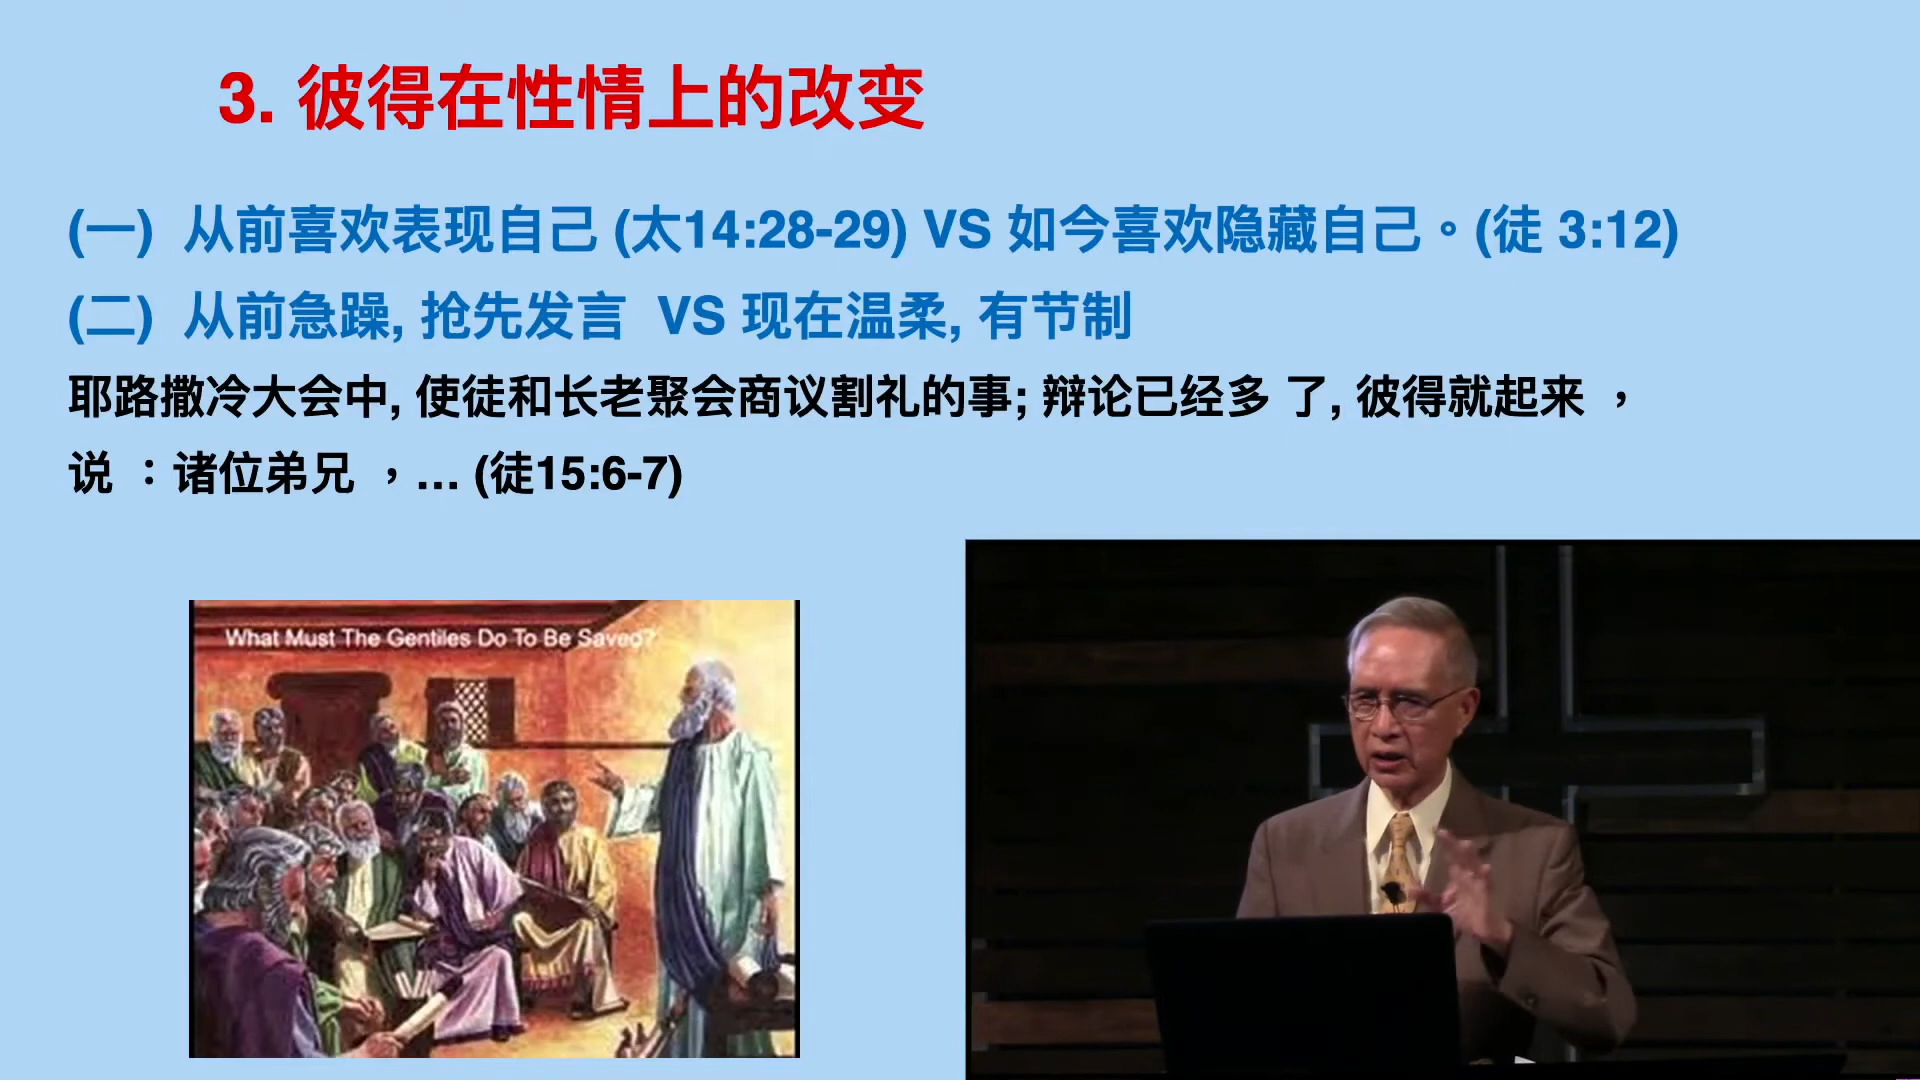 3. 彼得在性情上的改变
(一) 从前喜欢表现自己 (太14:28-29) VS 如今喜欢隐藏自己。(徒 3:12)
(二) 从前急躁, 抢先发言 VS 现在温柔, 有节制
耶路撒冷大会中, 使徒和长老聚会商议割礼的事; 辩论已经多 了, 彼得就起来 ，
说 ：诸位弟兄 ，… (徒15:6-7)
What Must The Gentiles Do To Be Saved?